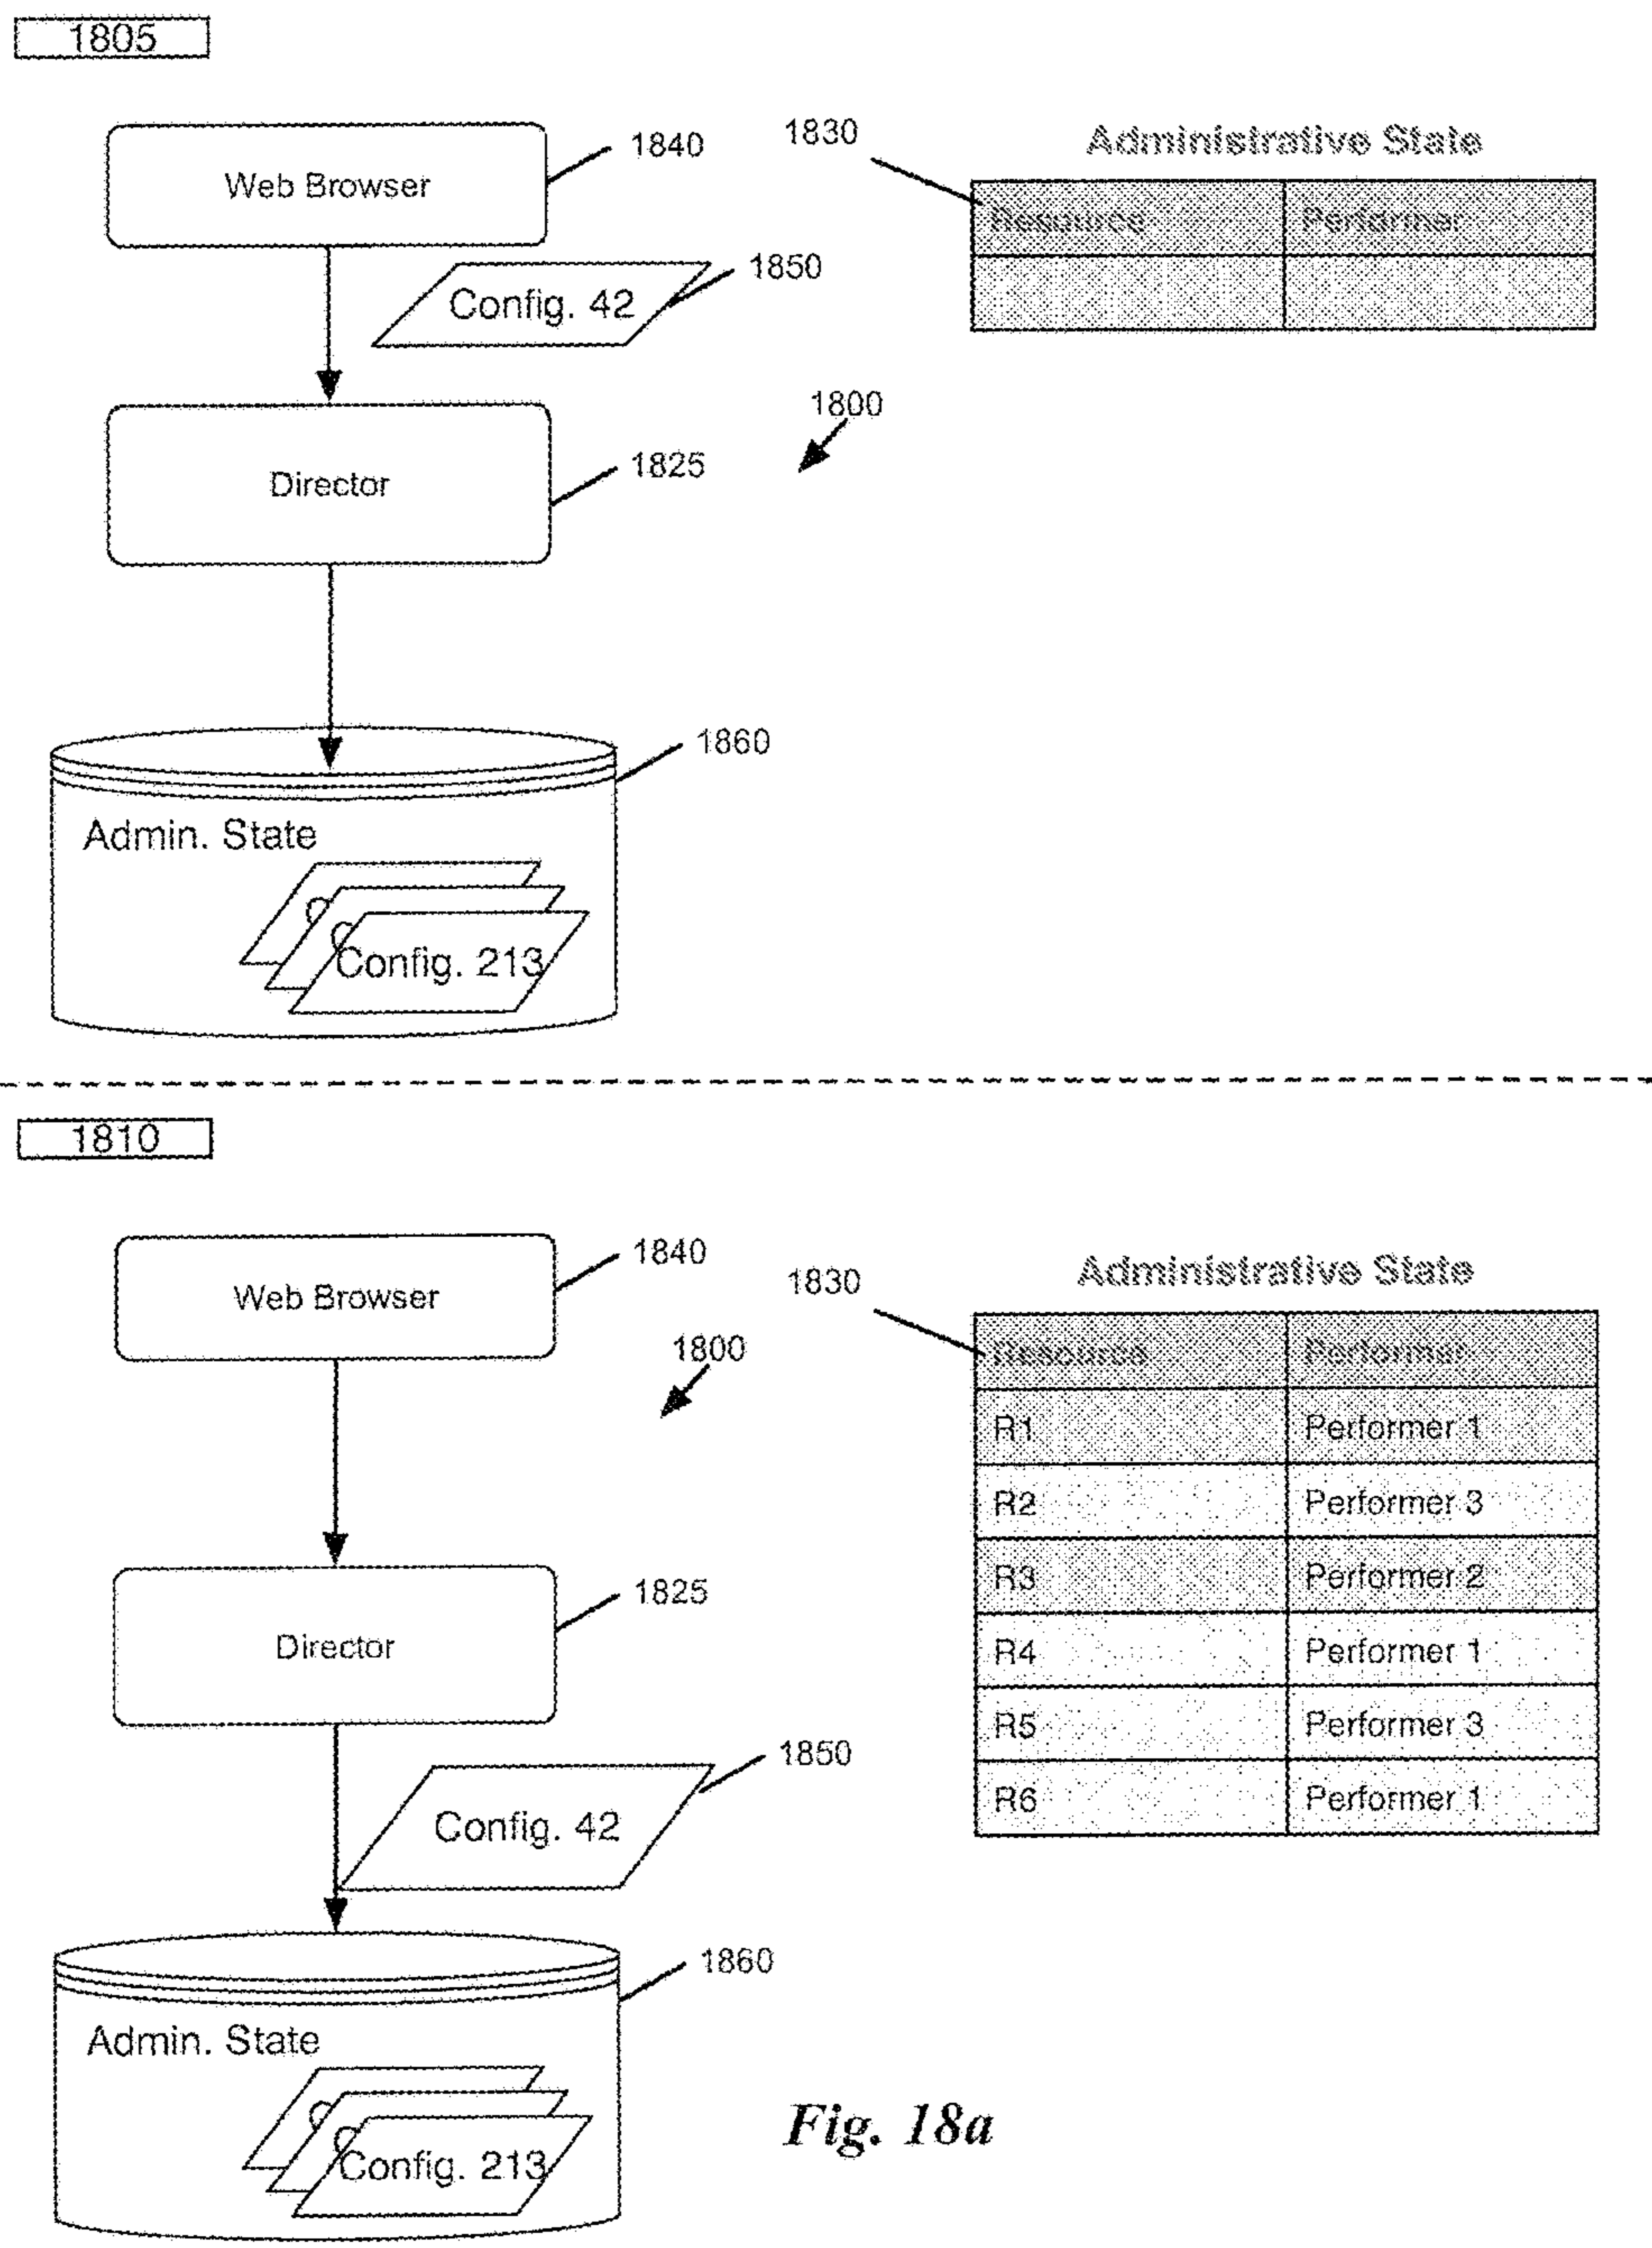 1805
Web Browser
1840
1850
Config. 42
Director
1825
1800
1860
Admin. State
Config. 213
1830
Administrative State
Resource Performer
1810
Web Browser
1840
1800
Director
1825
1850
Config. 42
1860
Admin. State
Config. 213
1830
Administrative State
Resource Performer
R1 Performer 1
R2 Performer 3
R3 Performer 2
R4 Performer 1
R5 Performer 3
R6 Performer 1
Fig. 18a